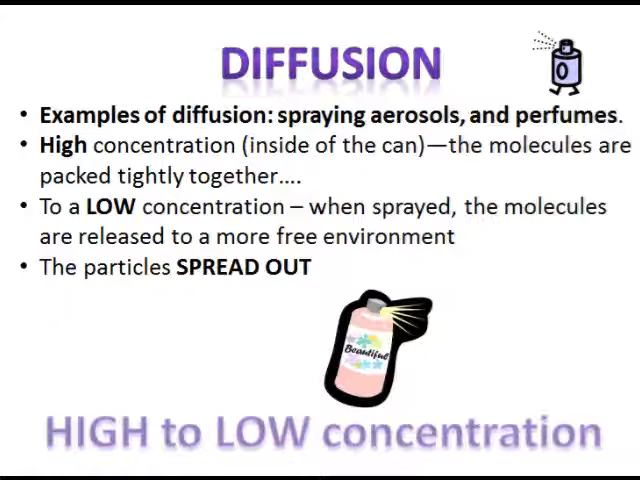 DIFFUSION
• Examples of diffusion: spraying aerosols, and perfumes.
• High concentration (inside of the can)—the molecules are
packed tightly together....
• To a LOW concentration – when sprayed, the molecules
are released to a more free environment
• The particles SPREAD OUT
Beautiful
HIGH to LOW concentration